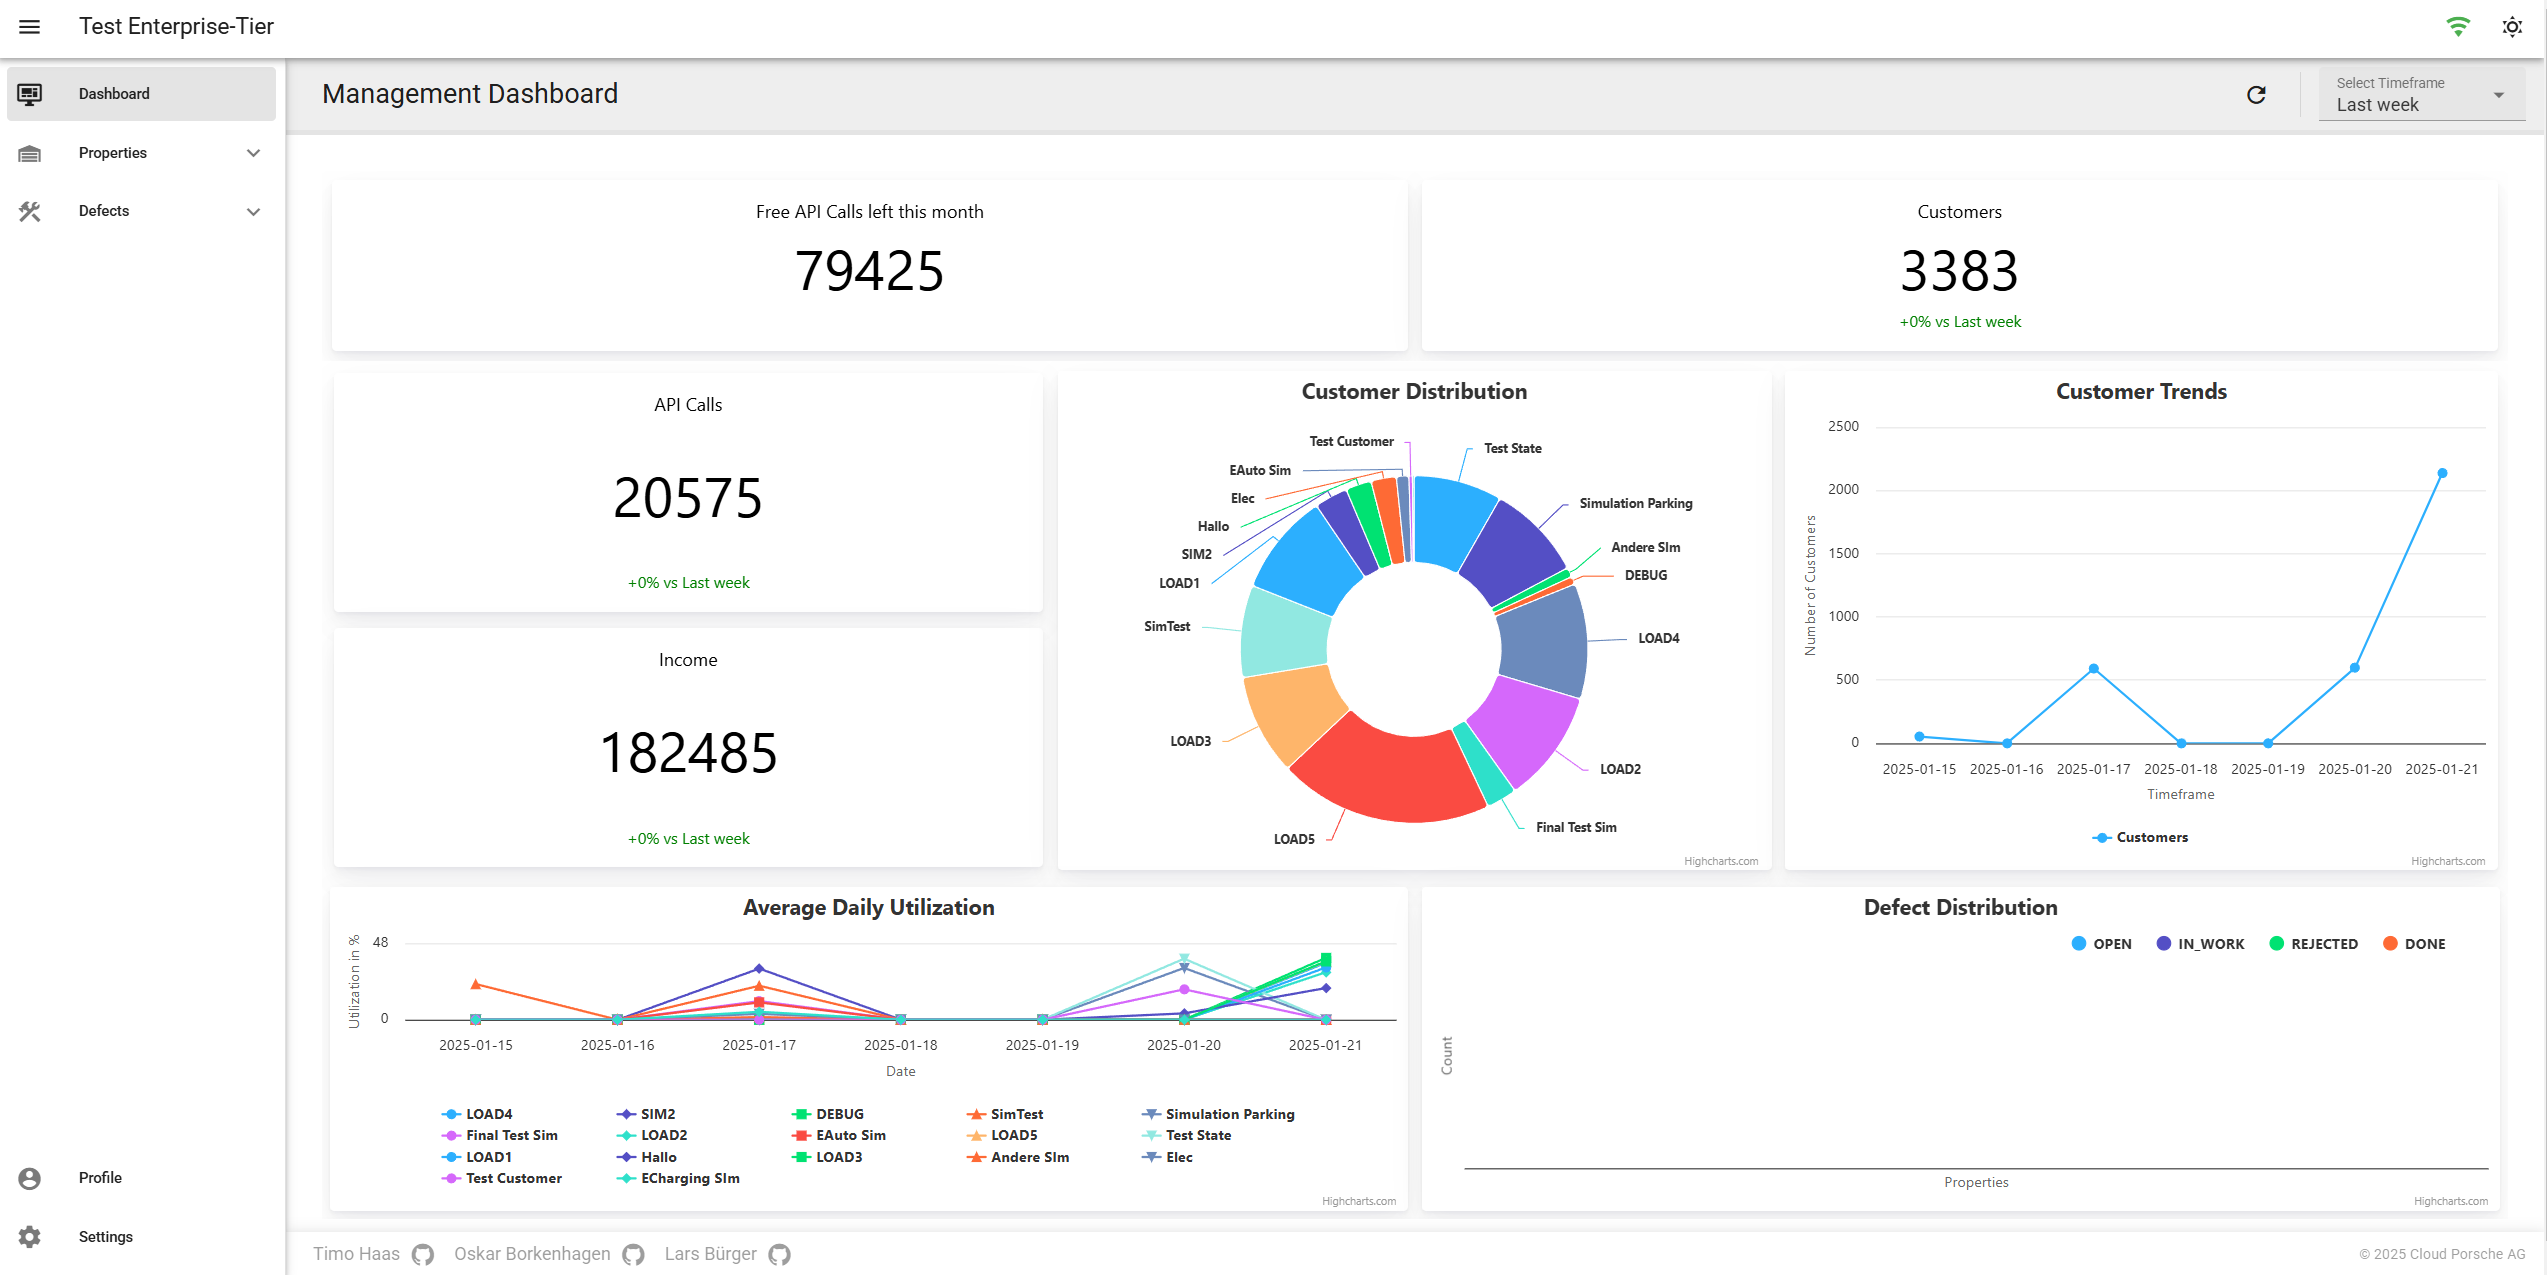 Test Enterprise-Tier
Dashboard
Properties
Defects
Profile
Settings
Management Dashboard
Select Timeframe
Last week
Free API Calls left this month
79425
Customers
3383
+0% vs Last week
API Calls
20575
+0% vs Last week
Income
182485
+0% vs Last week
Customer Distribution
Test Customer
Test State
EAuto Sim
Elec
Simulation Parking
Hallo
Andere SIm
SIM2
DEBUG
LOAD1
SimTest
LOAD4
LOAD3
LOAD2
Final Test Sim
LOAD5
Highcharts.com
Customer Trends
Number of Customers
2500
2000
1500
1000
500
0
2025-01-15 2025-01-16 2025-01-17 2025-01-18 2025-01-19 2025-01-20 2025-01-21
Timeframe
Customers
Highcharts.com
Average Daily Utilization
Utilization in %
48
0
2025-01-15 2025-01-16 2025-01-17 2025-01-18 2025-01-19 2025-01-20 2025-01-21
Date
LOAD4 SIM2 DEBUG SimTest Simulation Parking
Final Test Sim LOAD2 EAuto Sim LOAD5 Test State
LOAD1 Hallo LOAD3 Andere SIm Elec
Test Customer ECharging SIm
Highcharts.com
Defect Distribution
OPEN IN_WORK REJECTED DONE
Count
Properties
Highcharts.com
Timo Haas Oskar Borkenhagen Lars Bürger
© 2025 Cloud Porsche AG